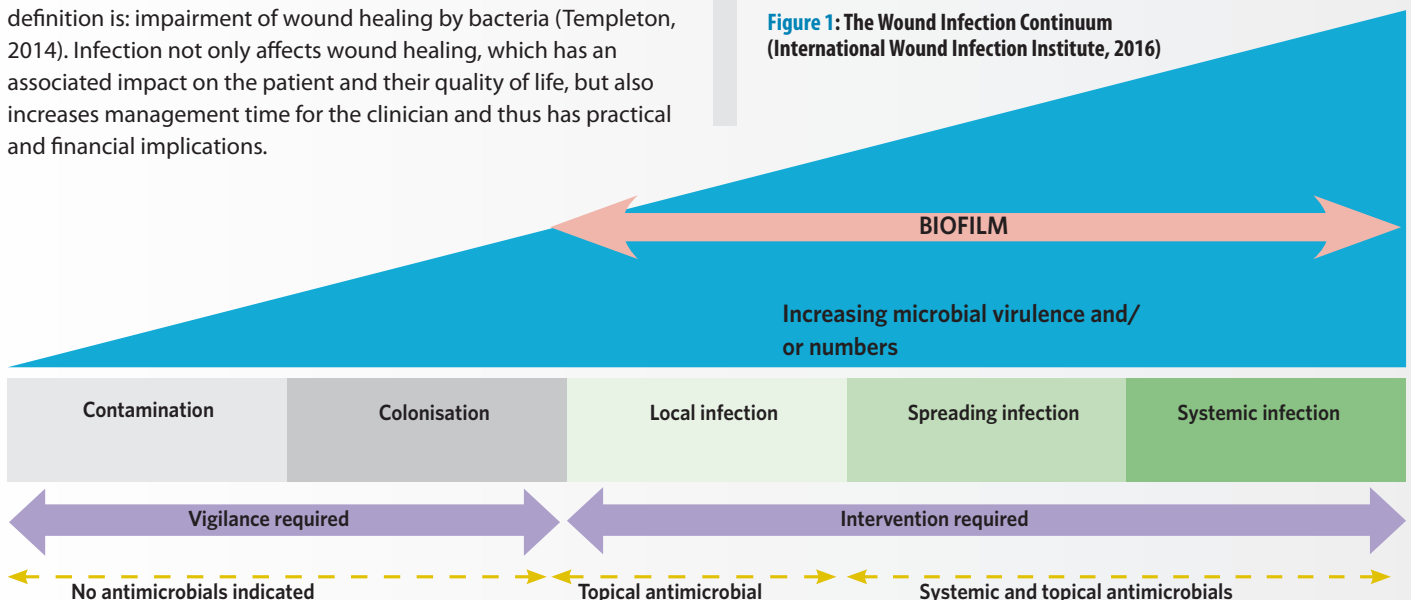 definition is: impairment of wound healing by bacteria (Templeton,
2014). Infection not only affects wound healing, which has an
associated impact on the patient and their quality of life, but also
increases management time for the clinician and thus has practical
and financial implications.
Figure 1: The Wound Infection Continuum
(International Wound Infection Institute, 2016)
BIOFILM
Increasing microbial virulence and/
or numbers
Contamination
Colonisation
Local infection
Spreading infection
Systemic infection
Vigilance required
Intervention required
No antimicrobials indicated
Topical antimicrobial
Systemic and topical antimicrobials